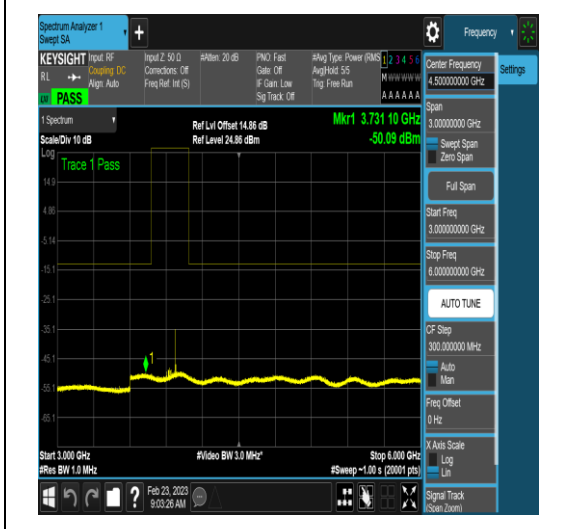 Spectrum Analyzer 1
Swept SA
+
Frequency
KEYSIGHT
RL
PASS
Input: RF
Coupling: DC
Align: Auto
Input Z: 50 Ω
Corrections: Off
Freq Ref: Int (S)
#Atten: 20 dB
PNO: Fast
Gate: Off
IF Gain: Low
Sig Track: Off
#Avg Type: Power (RMS
Avg|Hold: 5/5
Trig: Free Run
1 2 3 4 5 6
M W W W W W
A A A A A A
Center Frequency
4.500000000 GHz
Settings
Span
3.00000000 GHz
Swept Span
Zero Span
Full Span
Start Freq
3.000000000 GHz
Stop Freq
6.000000000 GHz
AUTO TUNE
CF Step
300.000000 MHz
Auto
Man
Freq Offset
0 Hz
X Axis Scale
Log
Lin
Signal Track
(Span Zoom)
1 Spectrum
Scale/Div 10 dB
Log
Ref Lvl Offset 14.86 dB
Ref Level 24.86 dBm
Mkr1 3.731 10 GHz
-50.09 dBm
Trace 1 Pass
14.9
4.86
-5.14
-15.1
-25.1
-35.1
-45.1
-55.1
-65.1
1
Start 3.000 GHz
#Res BW 1.0 MHz
#Video BW 3.0 MHz*
Stop 6.000 GHz
#Sweep ~1.00 s (20001 pts)
?
Feb 23, 2023
9:03:26 AM